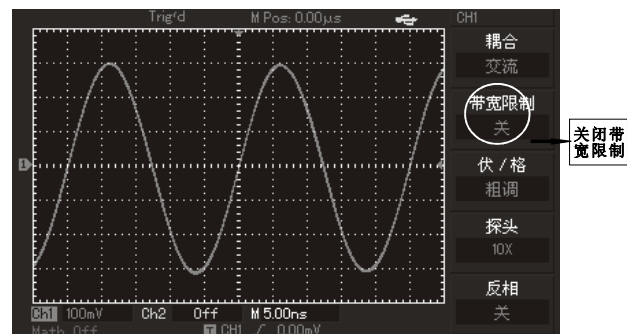 Trig'd M Pos: 0.00μs CH1
耦合
交流
带宽限制
关
关闭带
宽限制
1
伏/格
粗调
探头
10X
反相
关
Ch1 100mV Ch2 Off M 5.00ns
Math Off T CH1 / 0.00mV